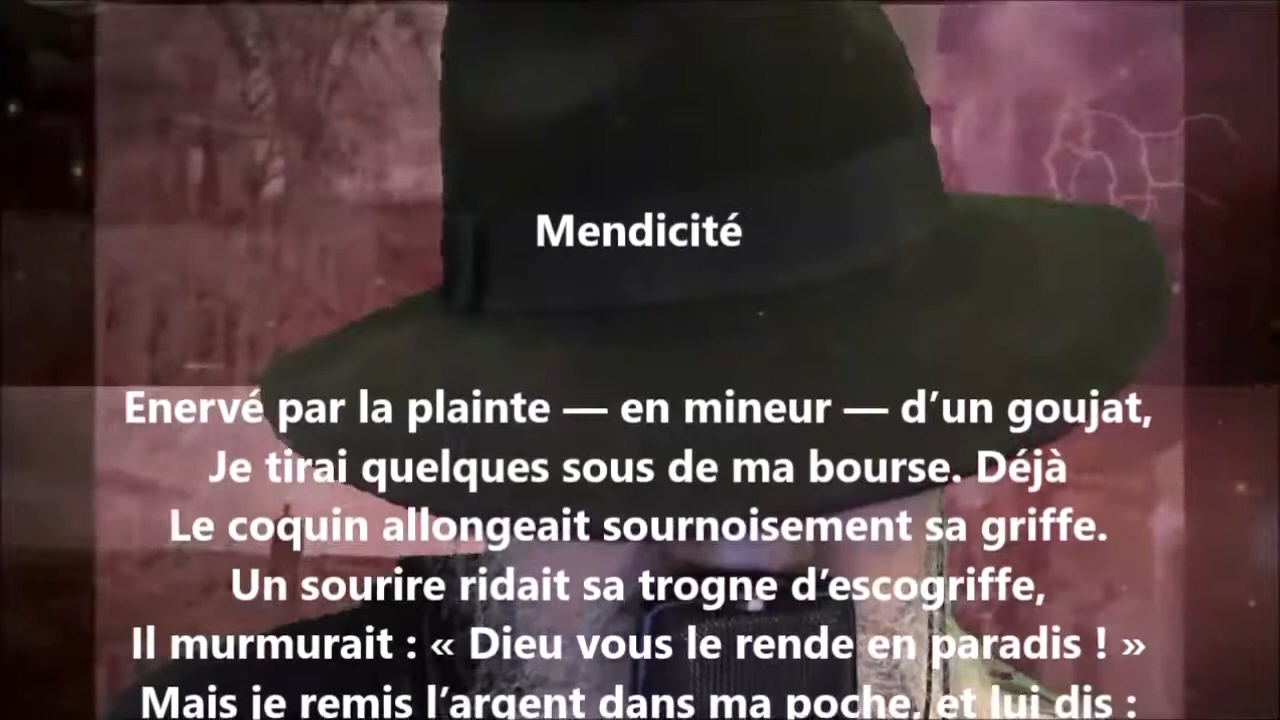 Mendicité
Enervé par la plainte — en mineur — d’un goujat,
Je tirai quelques sous de ma bourse. Déjà
Le coquin allongeait sournoisement sa griffe.
Un sourire ridait sa trogne d’escogriffe,
Il murmurait : « Dieu vous le rende en paradis ! »
Mais je remis l’argent dans ma poche, et lui dis :